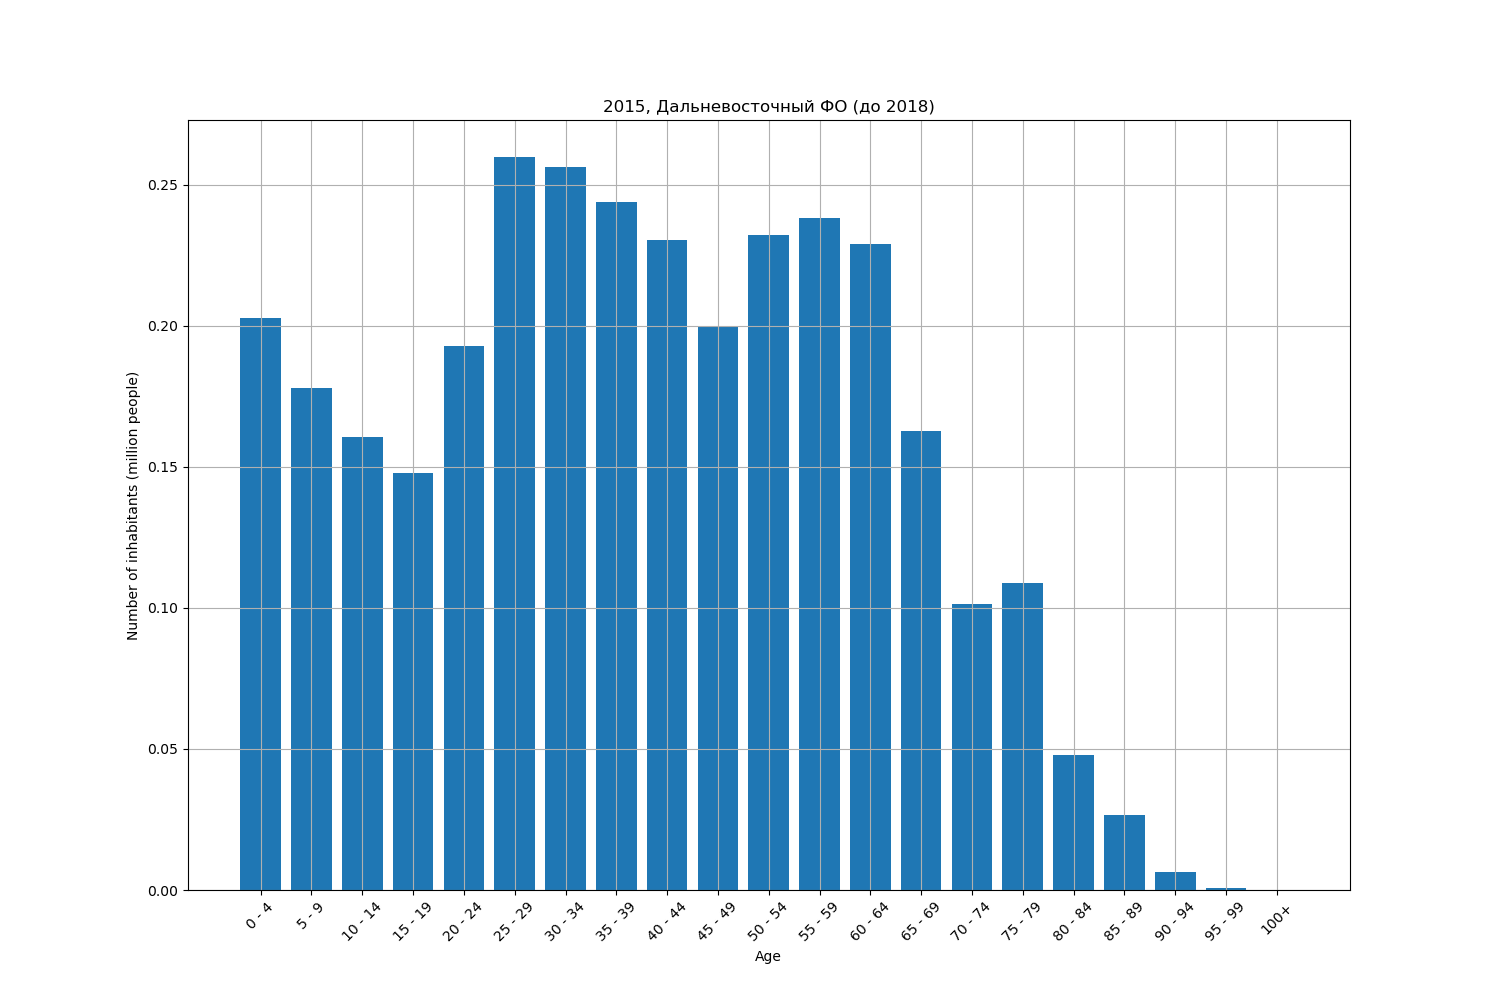 2015, Дальневосточный ФО (до 2018)
Number of inhabitants (million people)
0.25
0.20
0.15
0.10
0.05
0.00
0 - 4
5 - 9
10 - 14
15 - 19
20 - 24
25 - 29
30 - 34
35 - 39
40 - 44
45 - 49
50 - 54
55 - 59
60 - 64
65 - 69
70 - 74
75 - 79
80 - 84
85 - 89
90 - 94
95 - 99
100+
Age